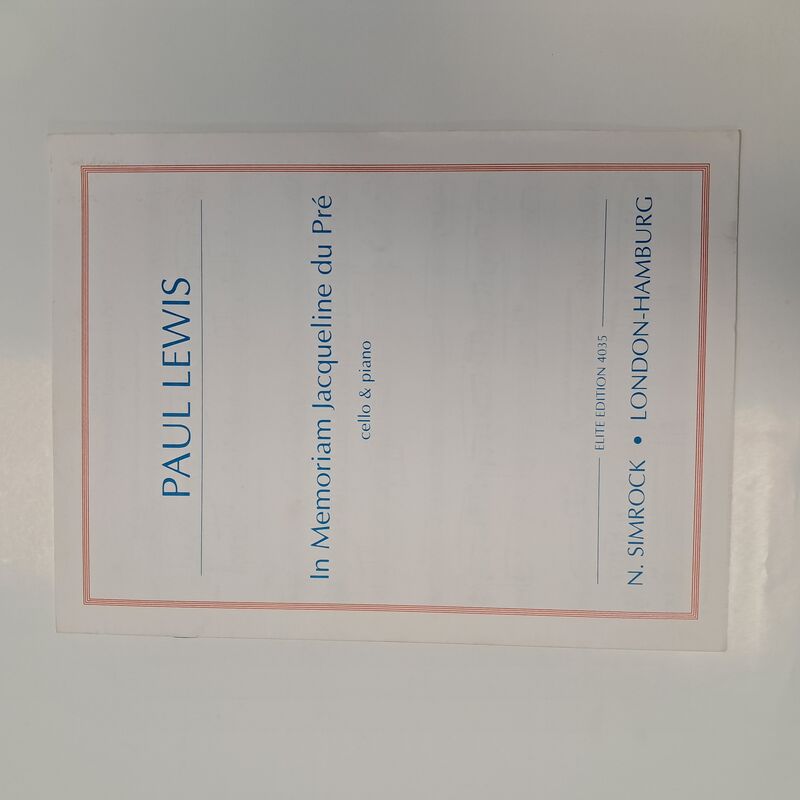 PAUL LEWIS
In Memoriam Jacqueline du Pré
cello & piano
ELITE EDITION 4035
N. SIMROCK • LONDON-HAMBURG